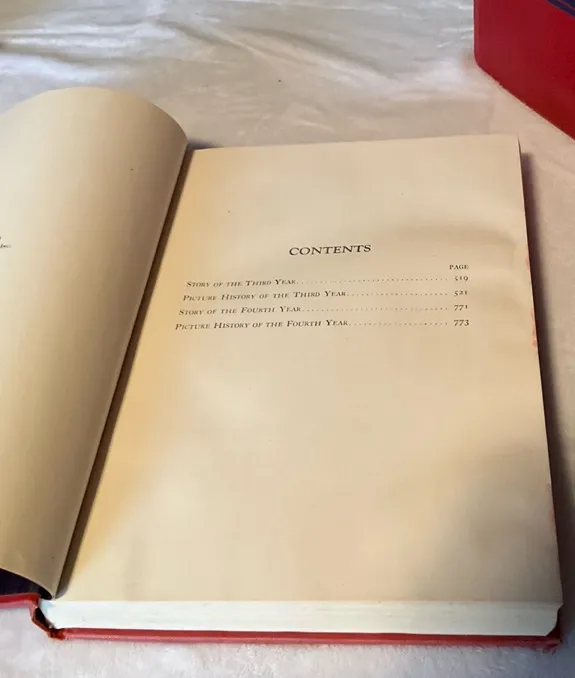 CONTENTS
PAGE
Story of the Third Year................................ 519
Picture History of the Third Year.................... 521
Story of the Fourth Year.............................. 771
Picture History of the Fourth Year................... 773